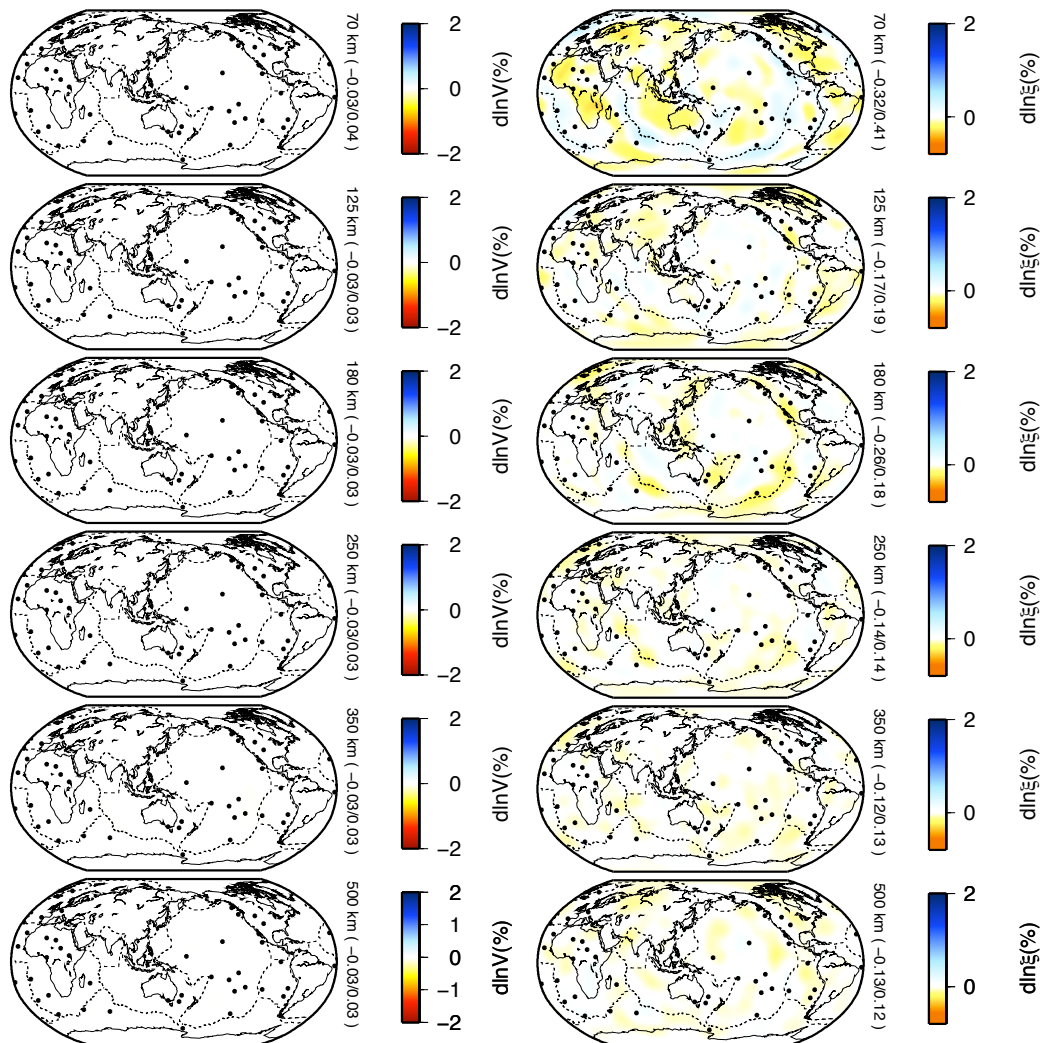 70 km ( −0.03/0.04 )
2
0
−2
dlnV(%)
70 km ( −0.32/0.41 )
2
0
dlnξ(%)
125 km ( −0.03/0.03 )
2
0
−2
dlnV(%)
125 km ( −0.17/0.19 )
2
0
dlnξ(%)
180 km ( −0.03/0.03 )
2
0
−2
dlnV(%)
180 km ( −0.26/0.18 )
2
0
dlnξ(%)
250 km ( −0.03/0.03 )
2
0
−2
dlnV(%)
250 km ( −0.14/0.14 )
2
0
dlnξ(%)
350 km ( −0.03/0.03 )
2
0
−2
dlnV(%)
350 km ( −0.12/0.13 )
2
0
dlnξ(%)
500 km ( −0.03/0.03 )
2
1
0
−1
−2
dlnV(%)
500 km ( −0.13/0.12 )
2
0
dlnξ(%)